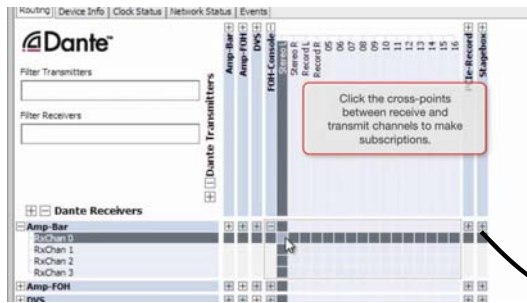 Routing | Device Info | Clock Status | Network Status | Events
Dante™
Filter Transmitters
Filter Receivers
Dante Transmitters
Amp-Bar
Amp-FOH
DVS
FOH-Console
Stereo L
Stereo R
Record L
Record R
05
06
07
08
09
10
11
12
13
14
15
16
Stagebox
Click the cross-points
between receive and
transmit channels to make
subscriptions.
Dante Receivers
Amp-Bar
RxChan 0
RxChan 1
RxChan 2
RxChan 3
Amp-FOH
DVS